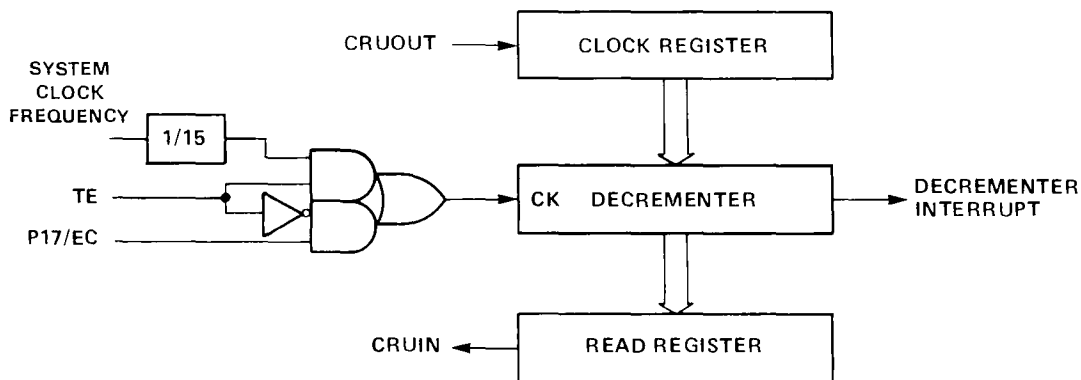 CRUOUT
CLOCK REGISTER
SYSTEM
CLOCK
FREQUENCY
1/15
TE
P17/EC
CK DECREMENTER
DECREMENTER
INTERRUPT
CRUIN
READ REGISTER